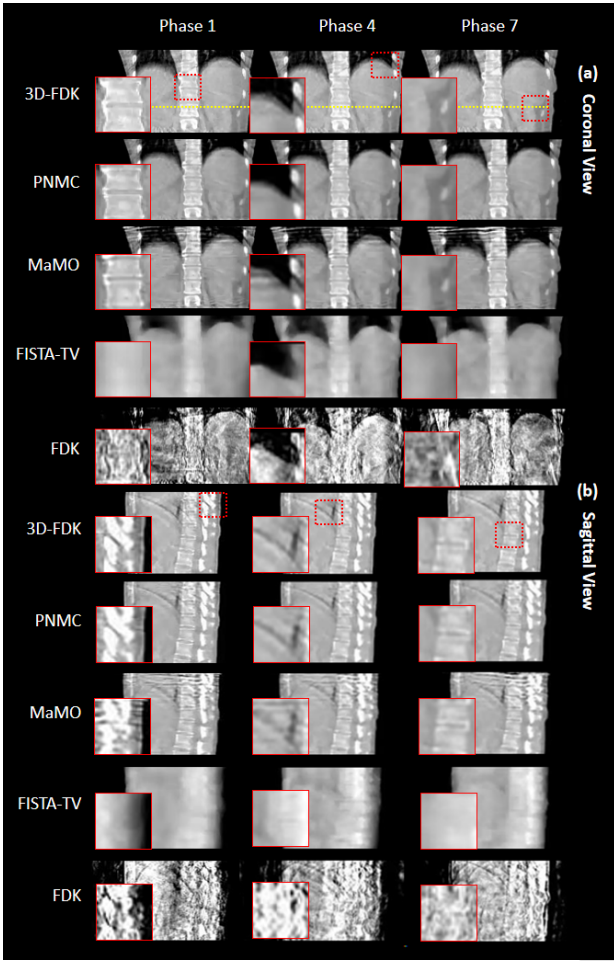 Phase 1 Phase 4 Phase 7
(a)
Coronal View
3D-FDK
PNMC
MaMO
FISTA-TV
FDK
(b)
Sagittal View
3D-FDK
PNMC
MaMO
FISTA-TV
FDK